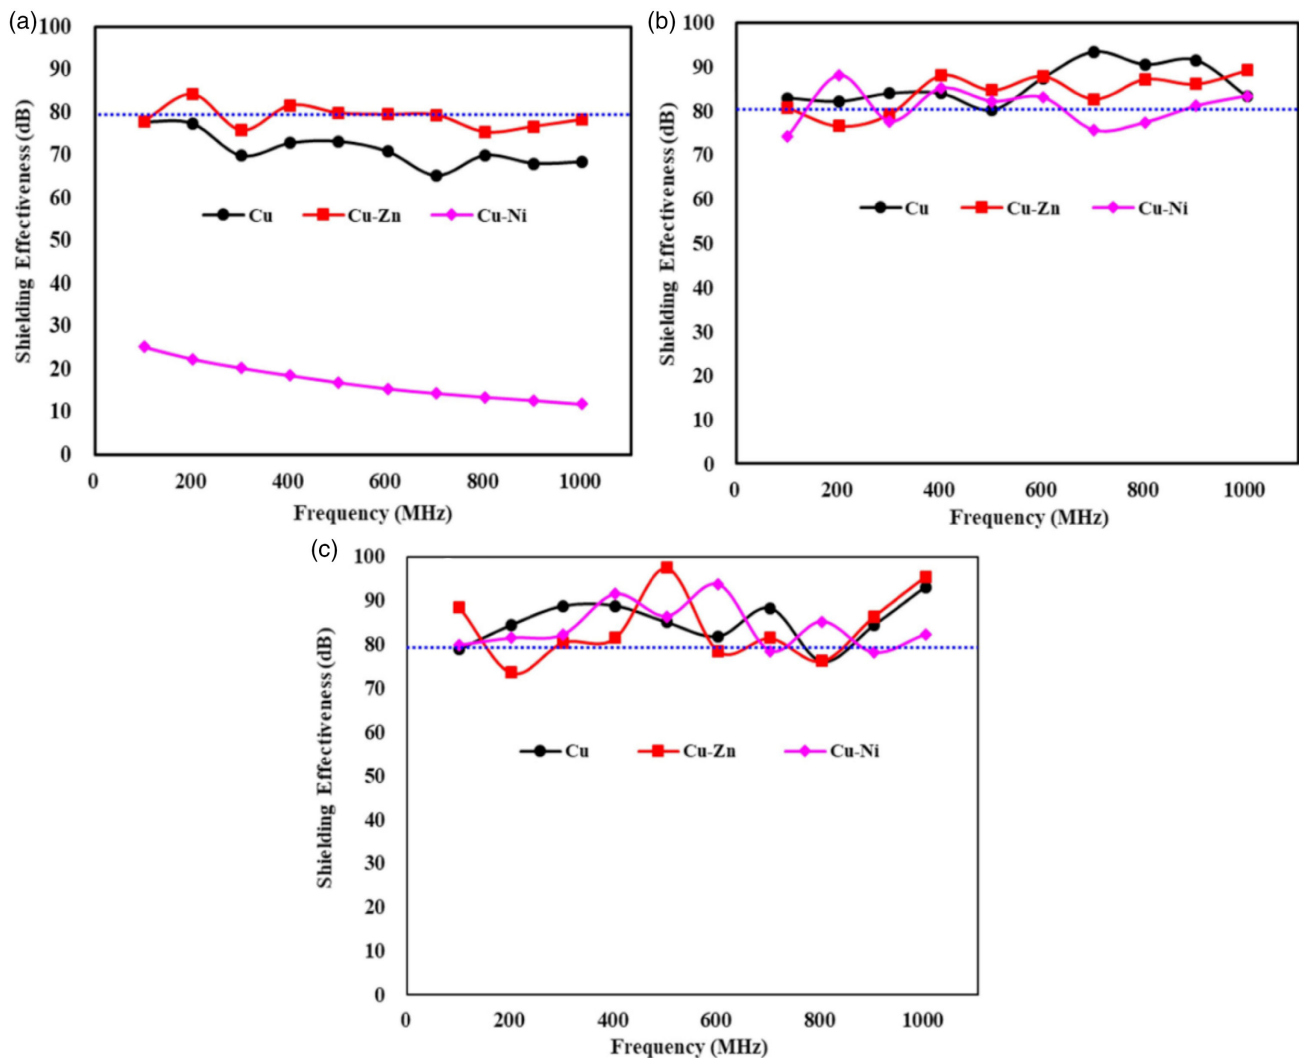 (a)
100
90
80
70
60
50
40
30
20
10
0
Shielding Effectiveness (dB)
Cu Cu-Zn Cu-Ni
0 200 400 600 800 1000
Frequency (MHz)
(b)
100
90
80
70
60
50
40
30
20
10
0
Shielding Effectiveness (dB)
Cu Cu-Zn Cu-Ni
0 200 400 600 800 1000
Frequency (MHz)
(c)
100
90
80
70
60
50
40
30
20
10
0
Shielding Effectiveness (dB)
Cu Cu-Zn Cu-Ni
0 200 400 600 800 1000
Frequency (MHz)